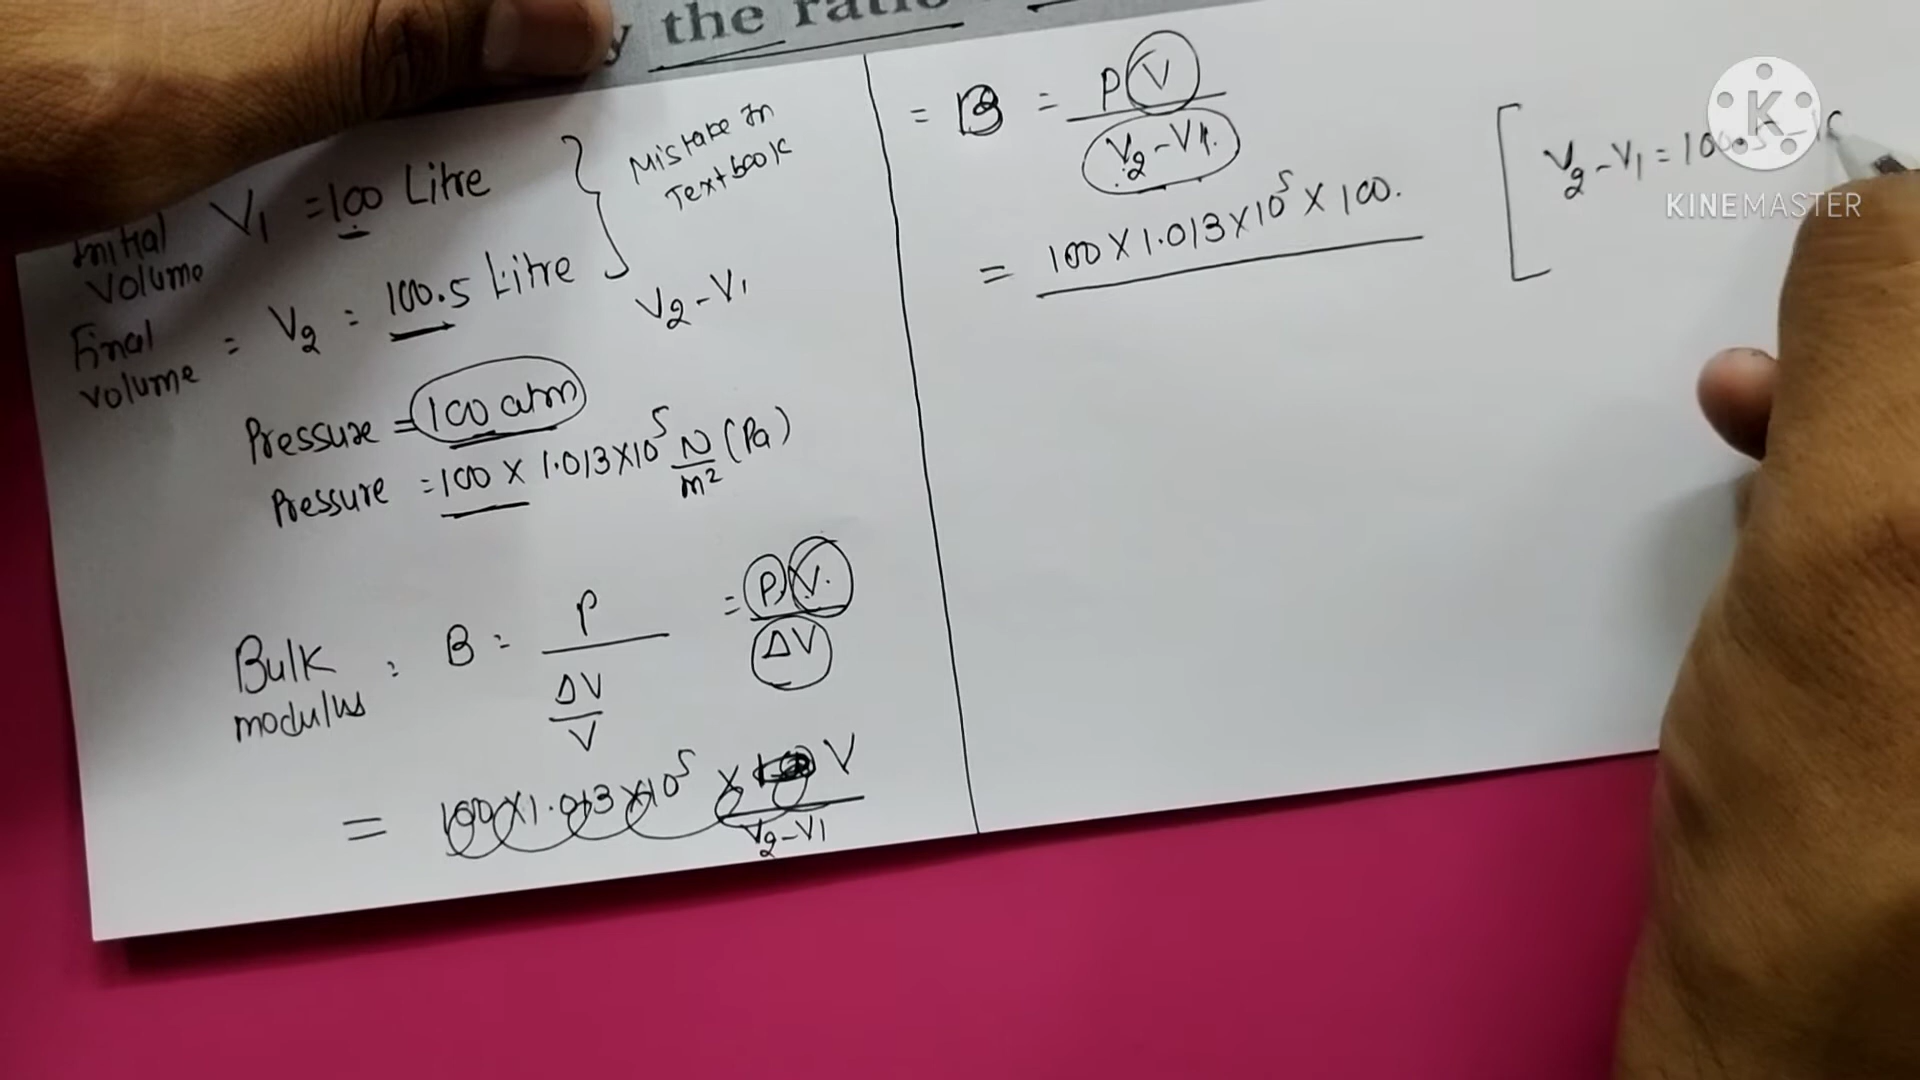 the ratio
Initial volume V₁ = 100 Litre
Final volume = V₂ = 100.5 Litre
Mistake In
Textbook
V₂ - V₁
Pressure = 100 atm
Pressure = 100 × 1.013×10⁵ N/m² (Pa)
Bulk modulus : B = P / (ΔV/V) = PV / ΔV
= 100×1.013×10⁵ × V / V₂-V₁
= B = PV / V₂-V₁
= 100×1.013×10⁵×100.
[ V₂-V₁ = 100.5 -
K
KINEMASTER